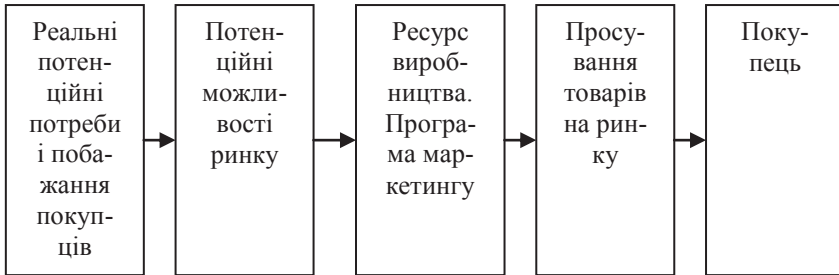 Реальні
потен-
ційні
потреби
і поба-
жання
покуп-
ців
Потен-
ційні
можли-
вості
ринку
Ресурс
вироб-
ництва.
Програ-
ма мар-
кетингу
Просу-
вання
товарів
на рин-
ку
Поку-
пець